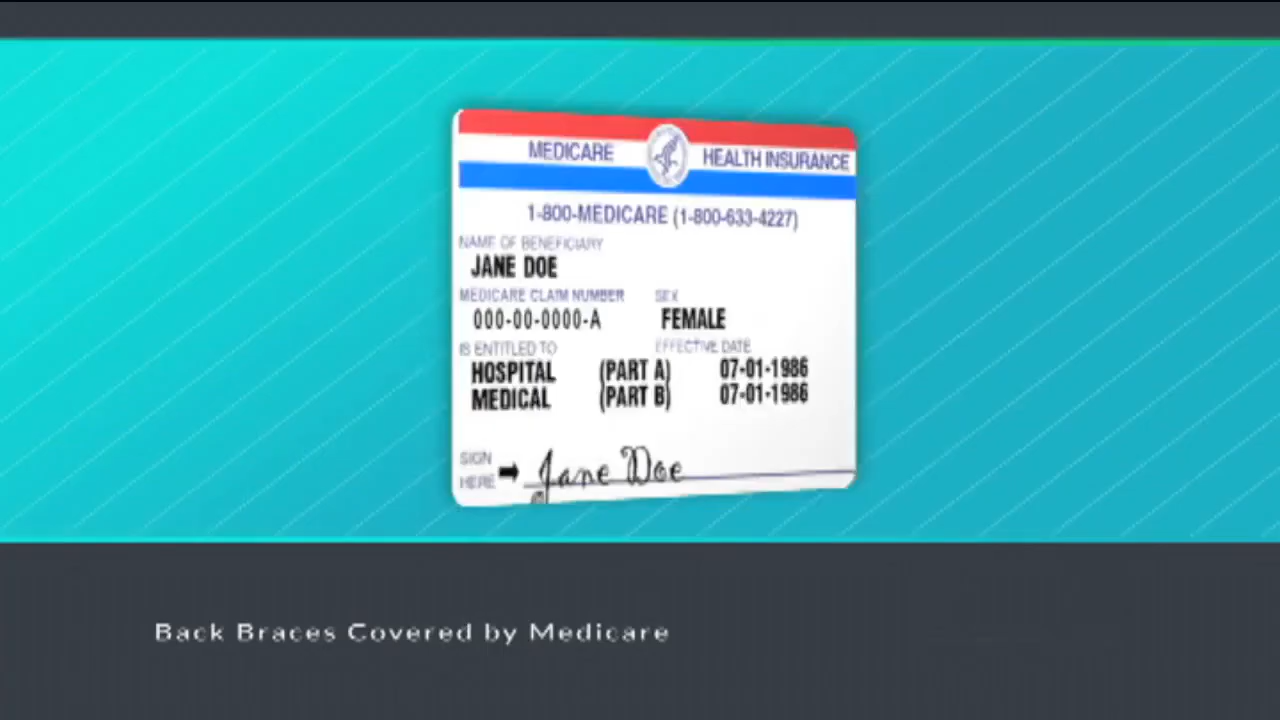 MEDICARE HEALTH INSURANCE
1-800-MEDICARE (1-800-633-4227)
NAME OF BENEFICIARY
JANE DOE
MEDICARE CLAIM NUMBER SEX
000-00-0000-A FEMALE
IS ENTITLED TO EFFECTIVE DATE
HOSPITAL (PART A) 07-01-1986
MEDICAL (PART B) 07-01-1986
SIGN
HERE Jane Doe
Back Braces Covered by Medicare